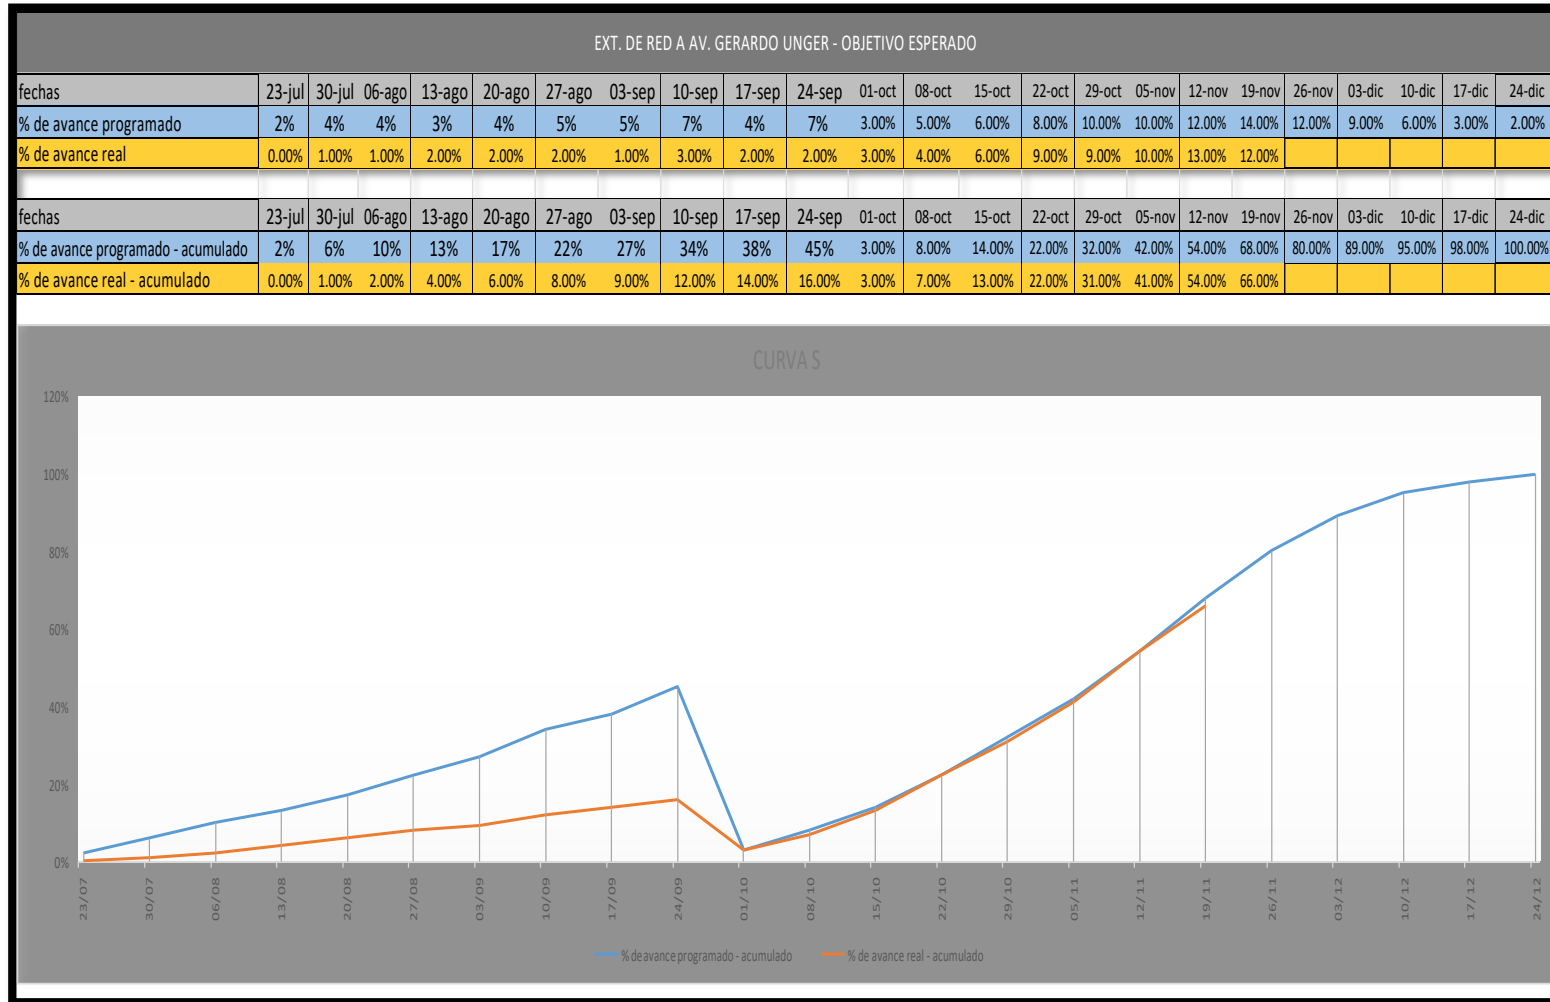 EXT. DE RED A AV. GERARDO UNGER - OBJETIVO ESPERADO
fechas 23-jul 30-jul 06-ago 13-ago 20-ago 27-ago 03-sep 10-sep 17-sep 24-sep 01-oct 08-oct 15-oct 22-oct 29-oct 05-nov 12-nov 19-nov 26-nov 03-dic 10-dic 17-dic 24-dic
% de avance programado 2% 4% 4% 3% 4% 5% 5% 7% 4% 7% 3.00% 5.00% 6.00% 8.00% 10.00% 10.00% 12.00% 14.00% 12.00% 9.00% 6.00% 3.00% 2.00%
% de avance real 0.00% 1.00% 1.00% 2.00% 2.00% 2.00% 1.00% 3.00% 2.00% 2.00% 3.00% 4.00% 6.00% 9.00% 9.00% 10.00% 13.00% 12.00%
fechas 23-jul 30-jul 06-ago 13-ago 20-ago 27-ago 03-sep 10-sep 17-sep 24-sep 01-oct 08-oct 15-oct 22-oct 29-oct 05-nov 12-nov 19-nov 26-nov 03-dic 10-dic 17-dic 24-dic
% de avance programado - acumulado 2% 6% 10% 13% 17% 22% 27% 34% 38% 45% 3.00% 8.00% 14.00% 22.00% 32.00% 42.00% 54.00% 68.00% 80.00% 89.00% 95.00% 98.00% 100.00%
% de avance real - acumulado 0.00% 1.00% 2.00% 4.00% 6.00% 8.00% 9.00% 12.00% 14.00% 16.00% 3.00% 7.00% 13.00% 22.00% 31.00% 41.00% 54.00% 66.00%
CURVA S
120%
100%
80%
60%
40%
20%
0%
23/07 30/07 06/08 13/08 20/08 27/08 03/09 10/09 17/09 24/09 01/10 08/10 15/10 22/10 29/10 05/11 12/11 19/11 26/11 03/12 10/12 17/12 24/12
% de avance programado - acumulado % de avance real - acumulado